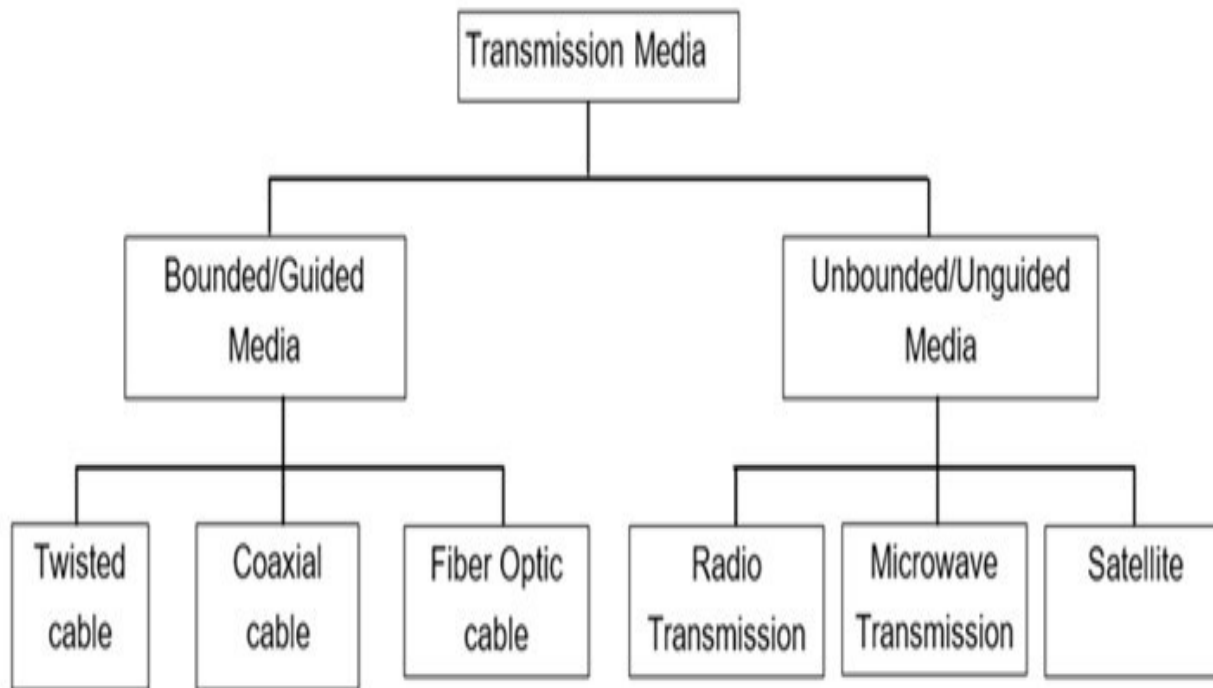 Transmission Media
Bounded/Guided
Media
Unbounded/Unguided
Media
Twisted
cable
Coaxial
cable
Fiber Optic
cable
Radio
Transmission
Microwave
Transmission
Satellite